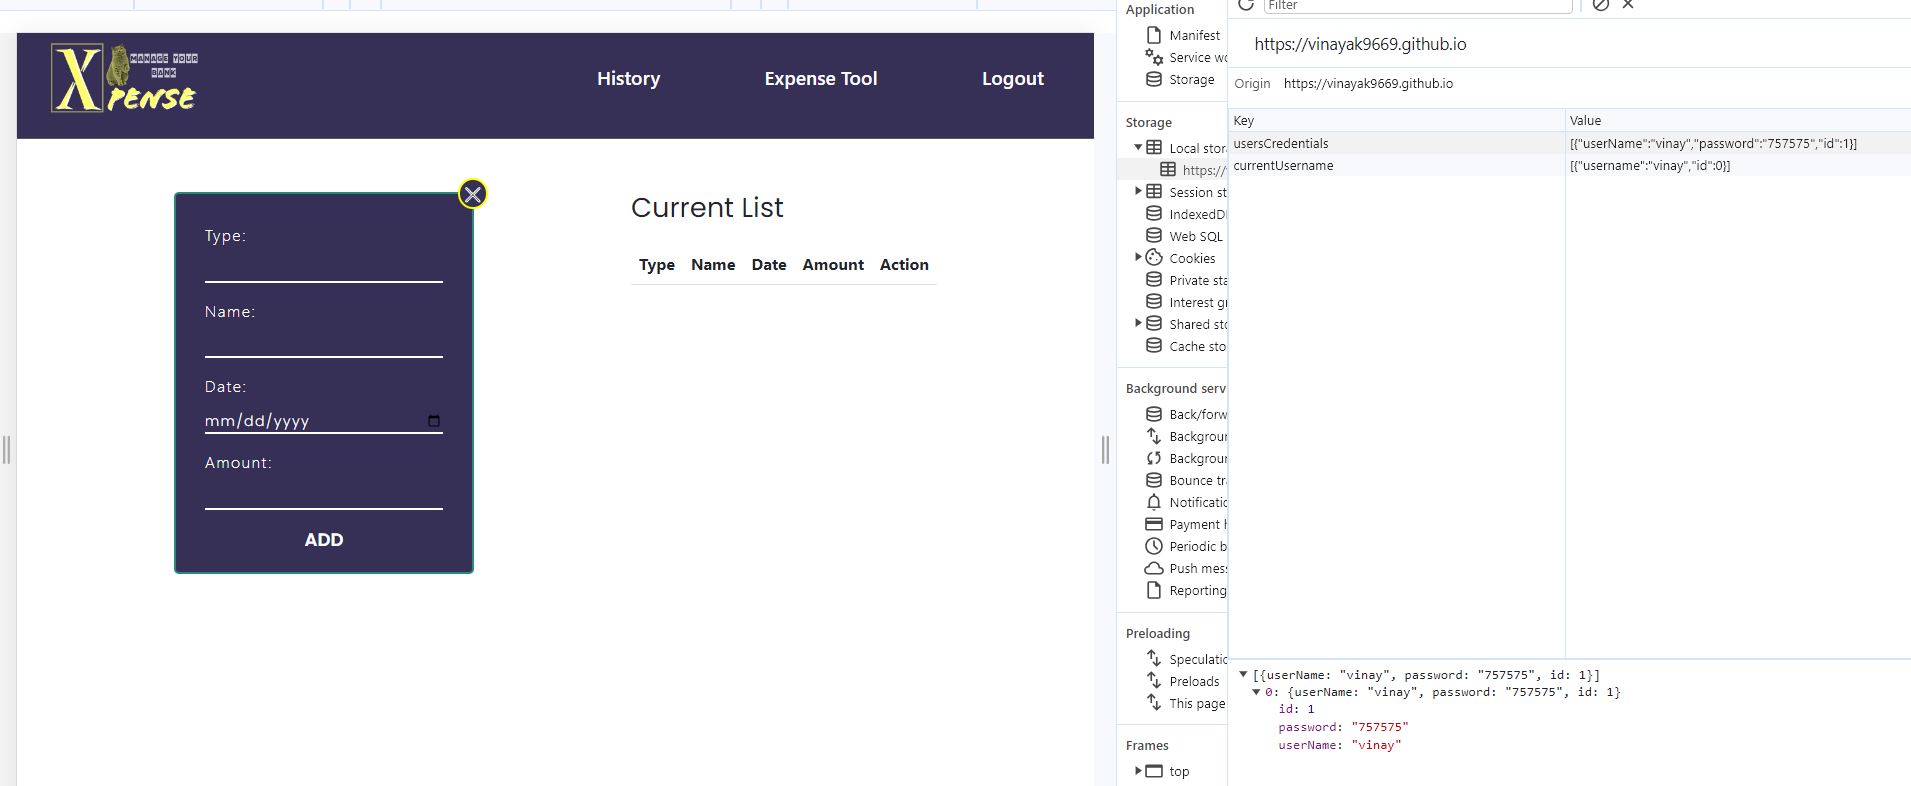 X PENSE
MANAGE YOUR
BANK
History
Expense Tool
Logout
Type:
Name:
Date:
mm/dd/yyyy
Amount:
ADD
Current List
Type Name Date Amount Action
Application
Manifest
Service wo
Storage
Storage
Local stora
https://v
Session st
IndexedD
Web SQL
Cookies
Private sta
Interest g
Shared sto
Cache sto
Background serv
Back/forw
Backgrour
Backgrour
Bounce tra
Notificatio
Payment h
Periodic b
Push mes
Reporting
Preloading
Speculatio
Preloads
This page
Frames
top
Filter
https://vinayak9669.github.io
Origin https://vinayak9669.github.io
Key Value
usersCredentials [{"userName":"vinay","password":"757575","id":1}]
currentUsername [{"username":"vinay","id":0}]
[{userName: "vinay", password: "757575", id: 1}]
0: {userName: "vinay", password: "757575", id: 1}
id: 1
password: "757575"
userName: "vinay"